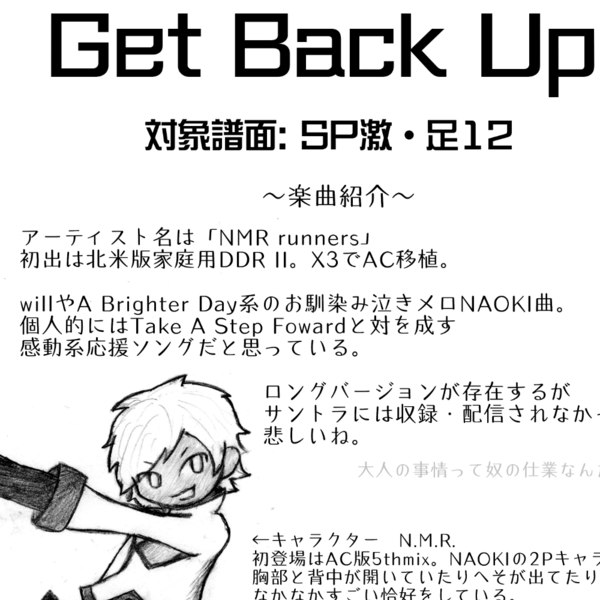 Get Back Up
対象譜面: SP激・足12
～楽曲紹介～
アーティスト名は「NMR runners」
初出は北米版家庭用DDR II。X3でAC移植。
willやA Brighter Day系のお馴染み泣きメロNAOKI曲。
個人的にはTake A Step Fowardと対を成す
感動系応援ソングだと思っている。
ロングバージョンが存在するが
サントラには収録・配信されなかっ
悲しいね。
大人の事情って奴の仕業なんだ
←キャラクター　N.M.R.
初登場はAC版5thmix。NAOKIの2Pキャラ
胸部と背中が開いていたりへそが出てたり
なかなかすごい恰好をしている。